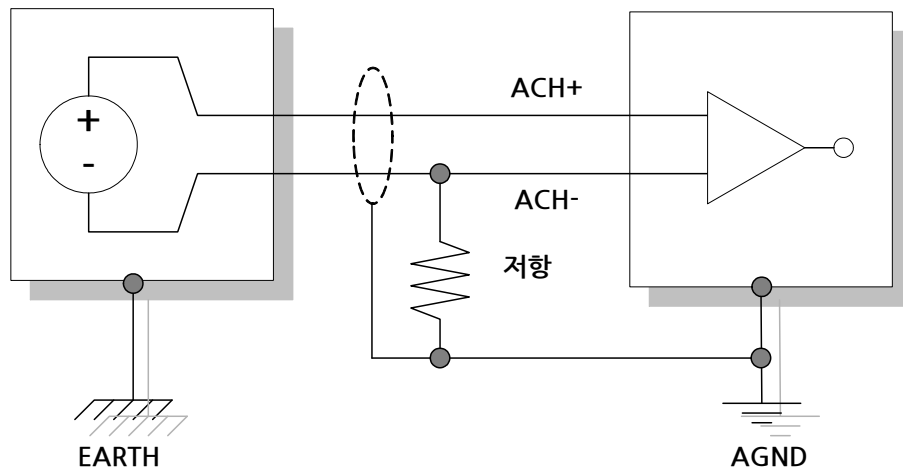 ACH+
+
-
ACH-
저항
EARTH
AGND